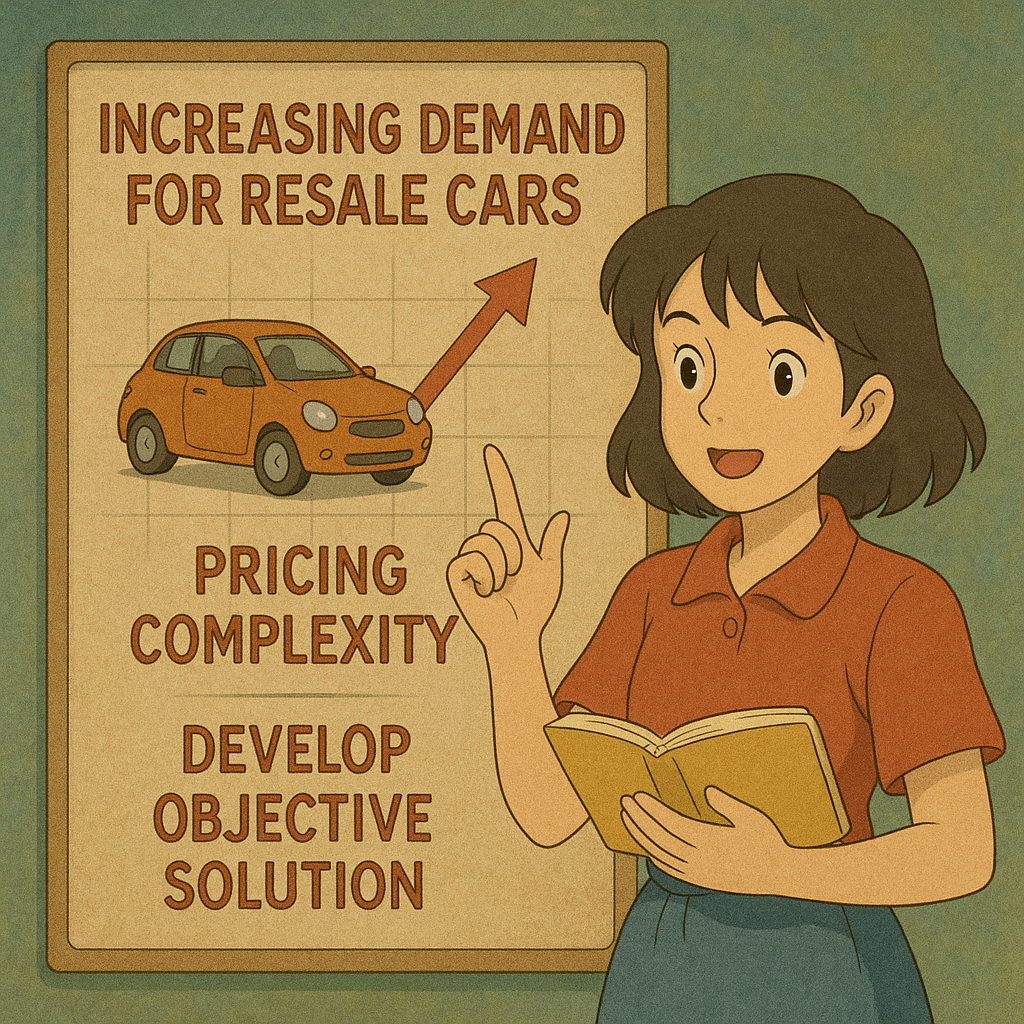 INCREASING DEMAND
FOR RESALE CARS
PRICING
COMPLEXITY
DEVELOP
OBJECTIVE
SOLUTION